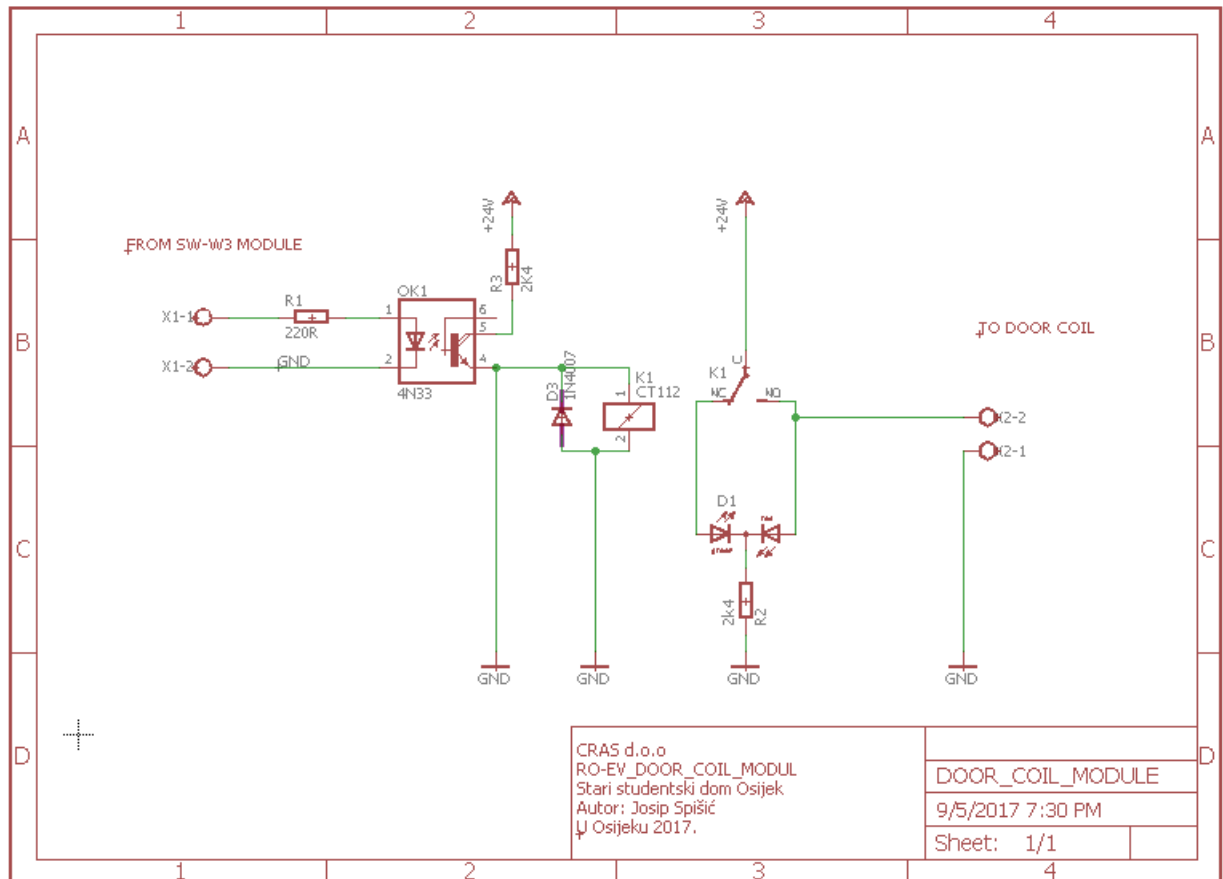 1 2 3 4
A A
+24V +24V
FROM SW-W3 MODULE
R3 2K4
OK1
R1
X1-1 1 6
220R 5
TO DOOR COIL
B B
X1-2 GND 2 4
4N33
D3 1N4007
K1
1 CT112
2
K1 C
NC NO
X2-2
X2-1
D1
C C
2k4 R2
GND GND GND GND
D D
CRAS d.o.o
RO-EV_DOOR_COIL_MODUL
Stari studentski dom Osijek
Autor: Josip Spišić
U Osijeku 2017.
DOOR_COIL_MODULE
9/5/2017 7:30 PM
Sheet: 1/1
1 2 3 4